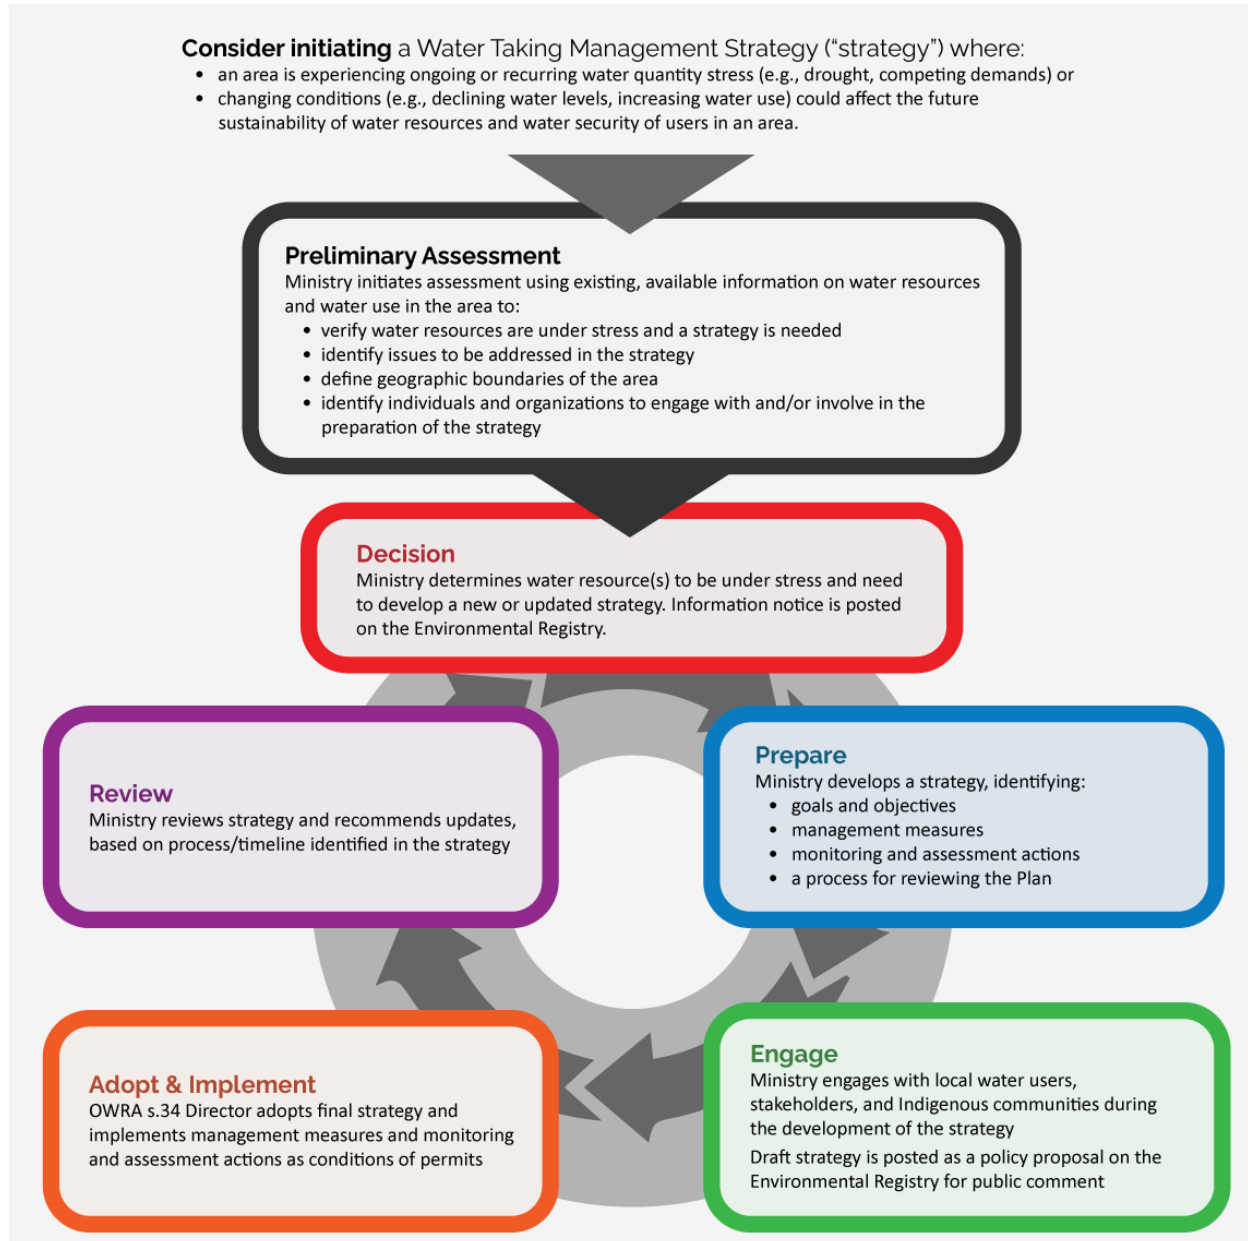 Consider initiating a Water Taking Management Strategy (“strategy”) where:
• an area is experiencing ongoing or recurring water quantity stress (e.g., drought, competing demands) or
• changing conditions (e.g., declining water levels, increasing water use) could affect the future
sustainability of water resources and water security of users in an area.
Preliminary Assessment
Ministry initiates assessment using existing, available information on water resources
and water use in the area to:
• verify water resources are under stress and a strategy is needed
• identify issues to be addressed in the strategy
• define geographic boundaries of the area
• identify individuals and organizations to engage with and/or involve in the
preparation of the strategy
Decision
Ministry determines water resource(s) to be under stress and need
to develop a new or updated strategy. Information notice is posted
on the Environmental Registry.
Prepare
Ministry develops a strategy, identifying:
• goals and objectives
• management measures
• monitoring and assessment actions
• a process for reviewing the Plan
Engage
Ministry engages with local water users,
stakeholders, and Indigenous communities during
the development of the strategy
Draft strategy is posted as a policy proposal on the
Environmental Registry for public comment
Adopt & Implement
OWRA s.34 Director adopts final strategy and
implements management measures and monitoring
and assessment actions as conditions of permits
Review
Ministry reviews strategy and recommends updates,
based on process/timeline identified in the strategy